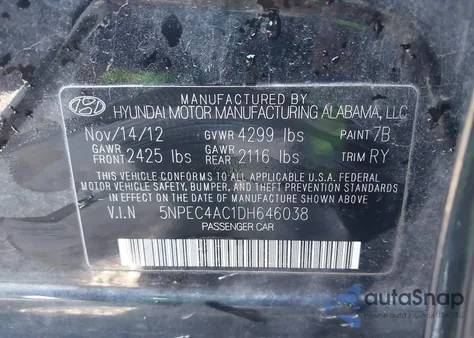 MANUFACTURED BY
HYUNDAI MOTOR MANUFACTURING ALABAMA, LLC
Nov/14/12 GVWR 4299 lbs PAINT 7B
GAWR FRONT 2425 lbs GAWR REAR 2116 lbs TRIM RY
THIS VEHICLE CONFORMS TO ALL APPLICABLE U.S.A FEDERAL
MOTOR VEHICLE SAFETY, BUMPER, AND THEFT PREVENTION STANDARDS
IN EFFECT ON THE DATE OF MANUFACTURE SHOWN ABOVE.
V.I.N 5NPEC4AC1DH646038
PASSENGER CAR
autoSnap